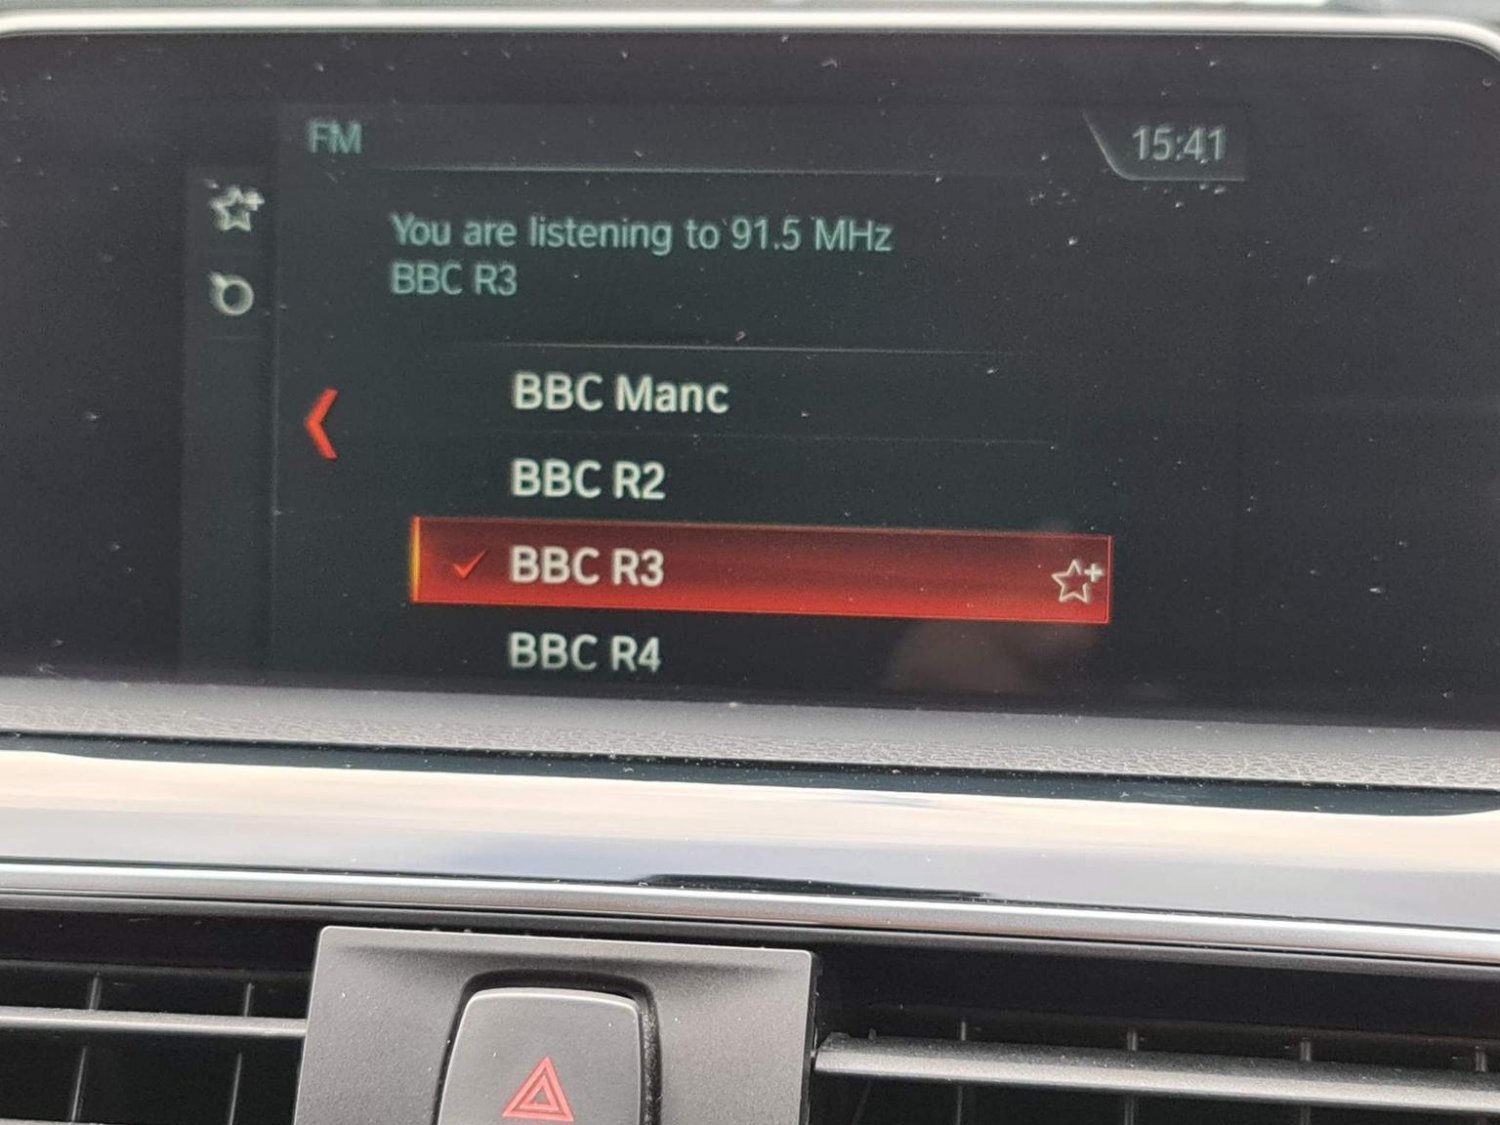 FM
15:41
You are listening to 91.5 MHz
BBC R3
BBC Manc
BBC R2
BBC R3
BBC R4